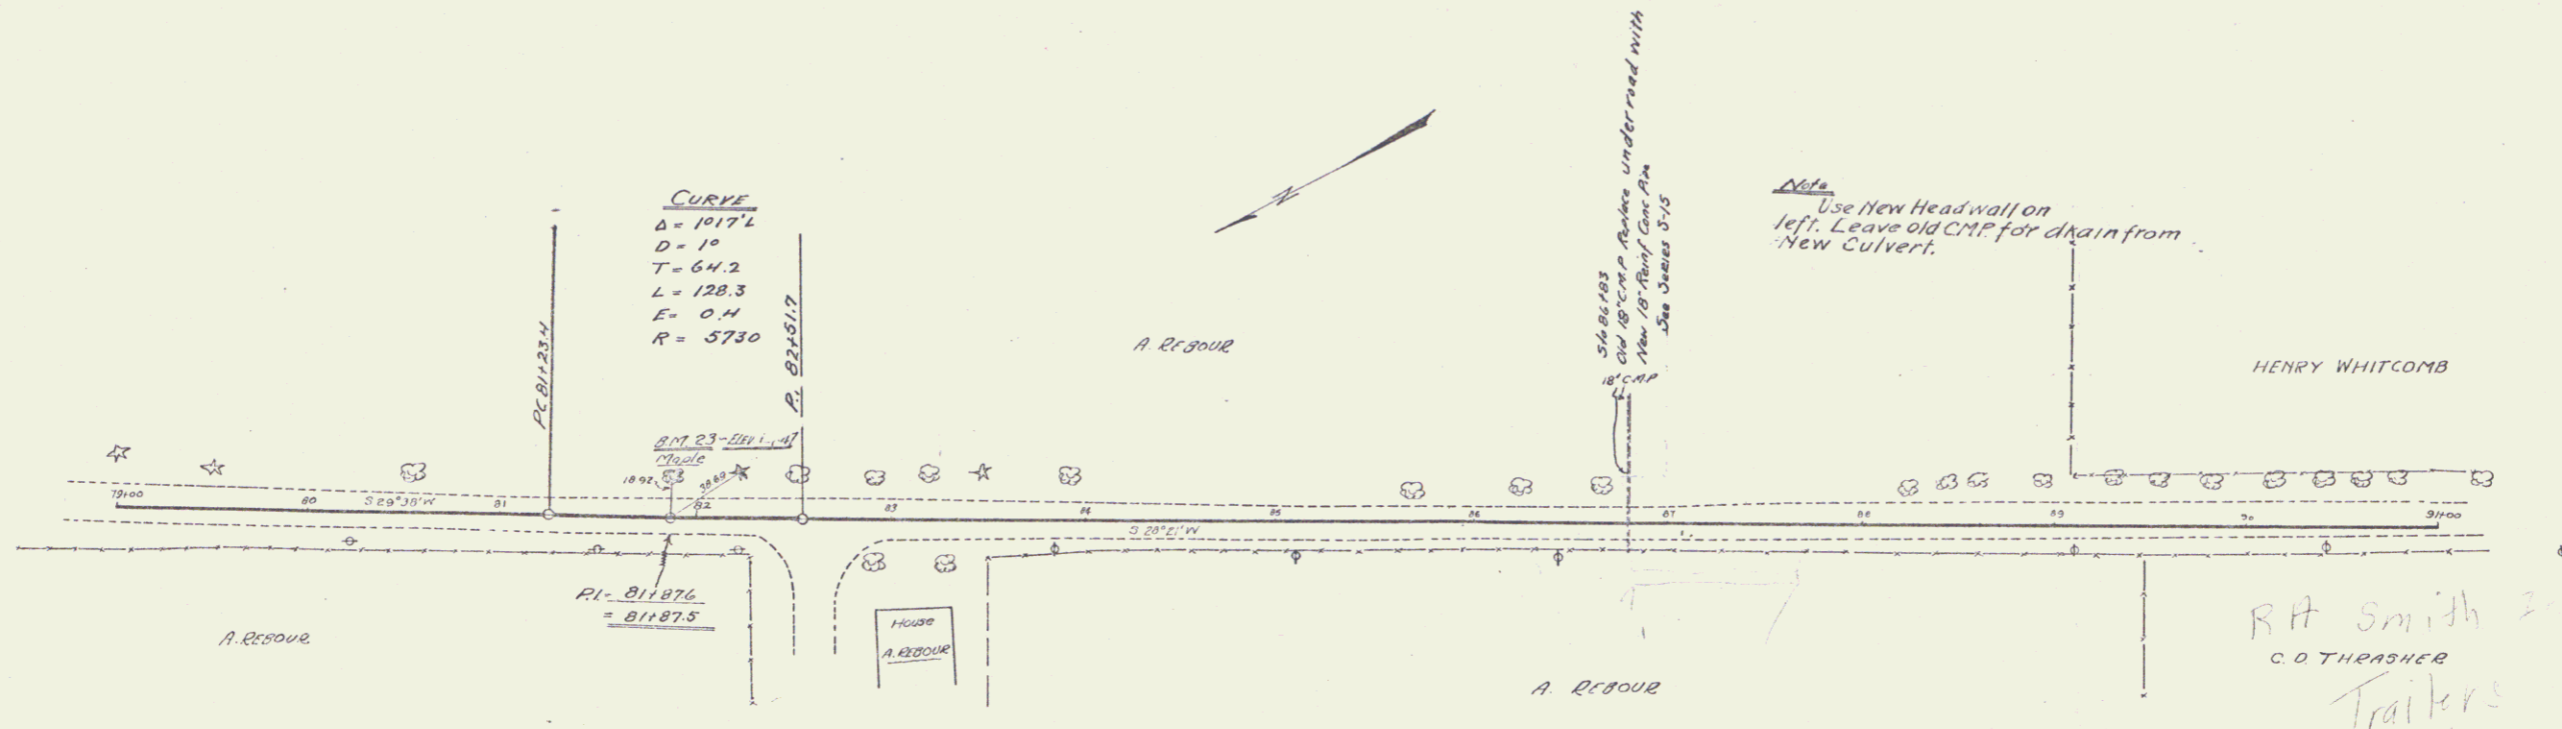 CURVE
Δ = 1°17' L
D = 1°
T = 64.2
L = 128.3
E = 0.4
R = 5730
PC 81+23.4
P. 82+51.7
B.M. 23 - ELEV
Maple
18.92
38.69
A. REBOUR
Sta 86+83
Old 18" C.M.P. Replace under road with
New 18" Reinf Conc Pipe
See Series S-15
18" CMP
Note
Use New Headwall on
left. Leave old CMP. for drain from
New Culvert.
HENRY WHITCOMB
N
79+00
80
S 29°38' W
81
82
83
84
85
86
87
88
89
90
91+00
S 28°21' W
P.I. = 81+87.6
= 81+87.5
A. REBOUR
House
A. REBOUR
A. REBOUR
R A Smith
C. O. THRASHER
Trailers